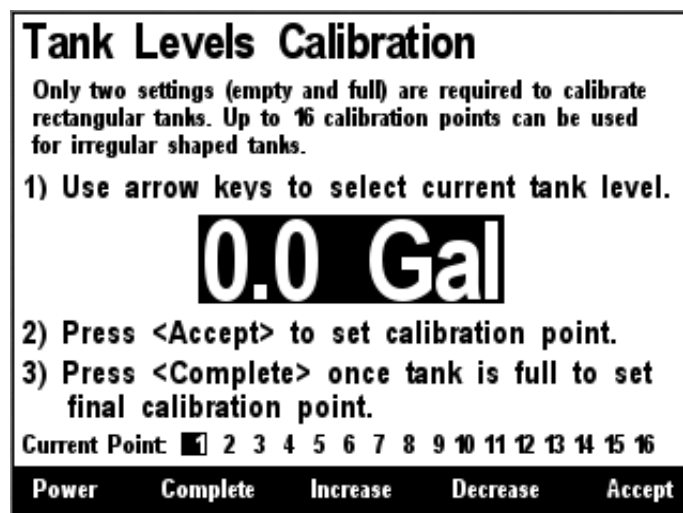 Tank Levels Calibration
Only two settings (empty and full) are required to calibrate
rectangular tanks. Up to 16 calibration points can be used
for irregular shaped tanks.
1) Use arrow keys to select current tank level.
0.0 Gal
2) Press <Accept> to set calibration point.
3) Press <Complete> once tank is full to set
final calibration point.
Current Point: 1 2 3 4 5 6 7 8 9 10 11 12 13 14 15 16
Power Complete Increase Decrease Accept